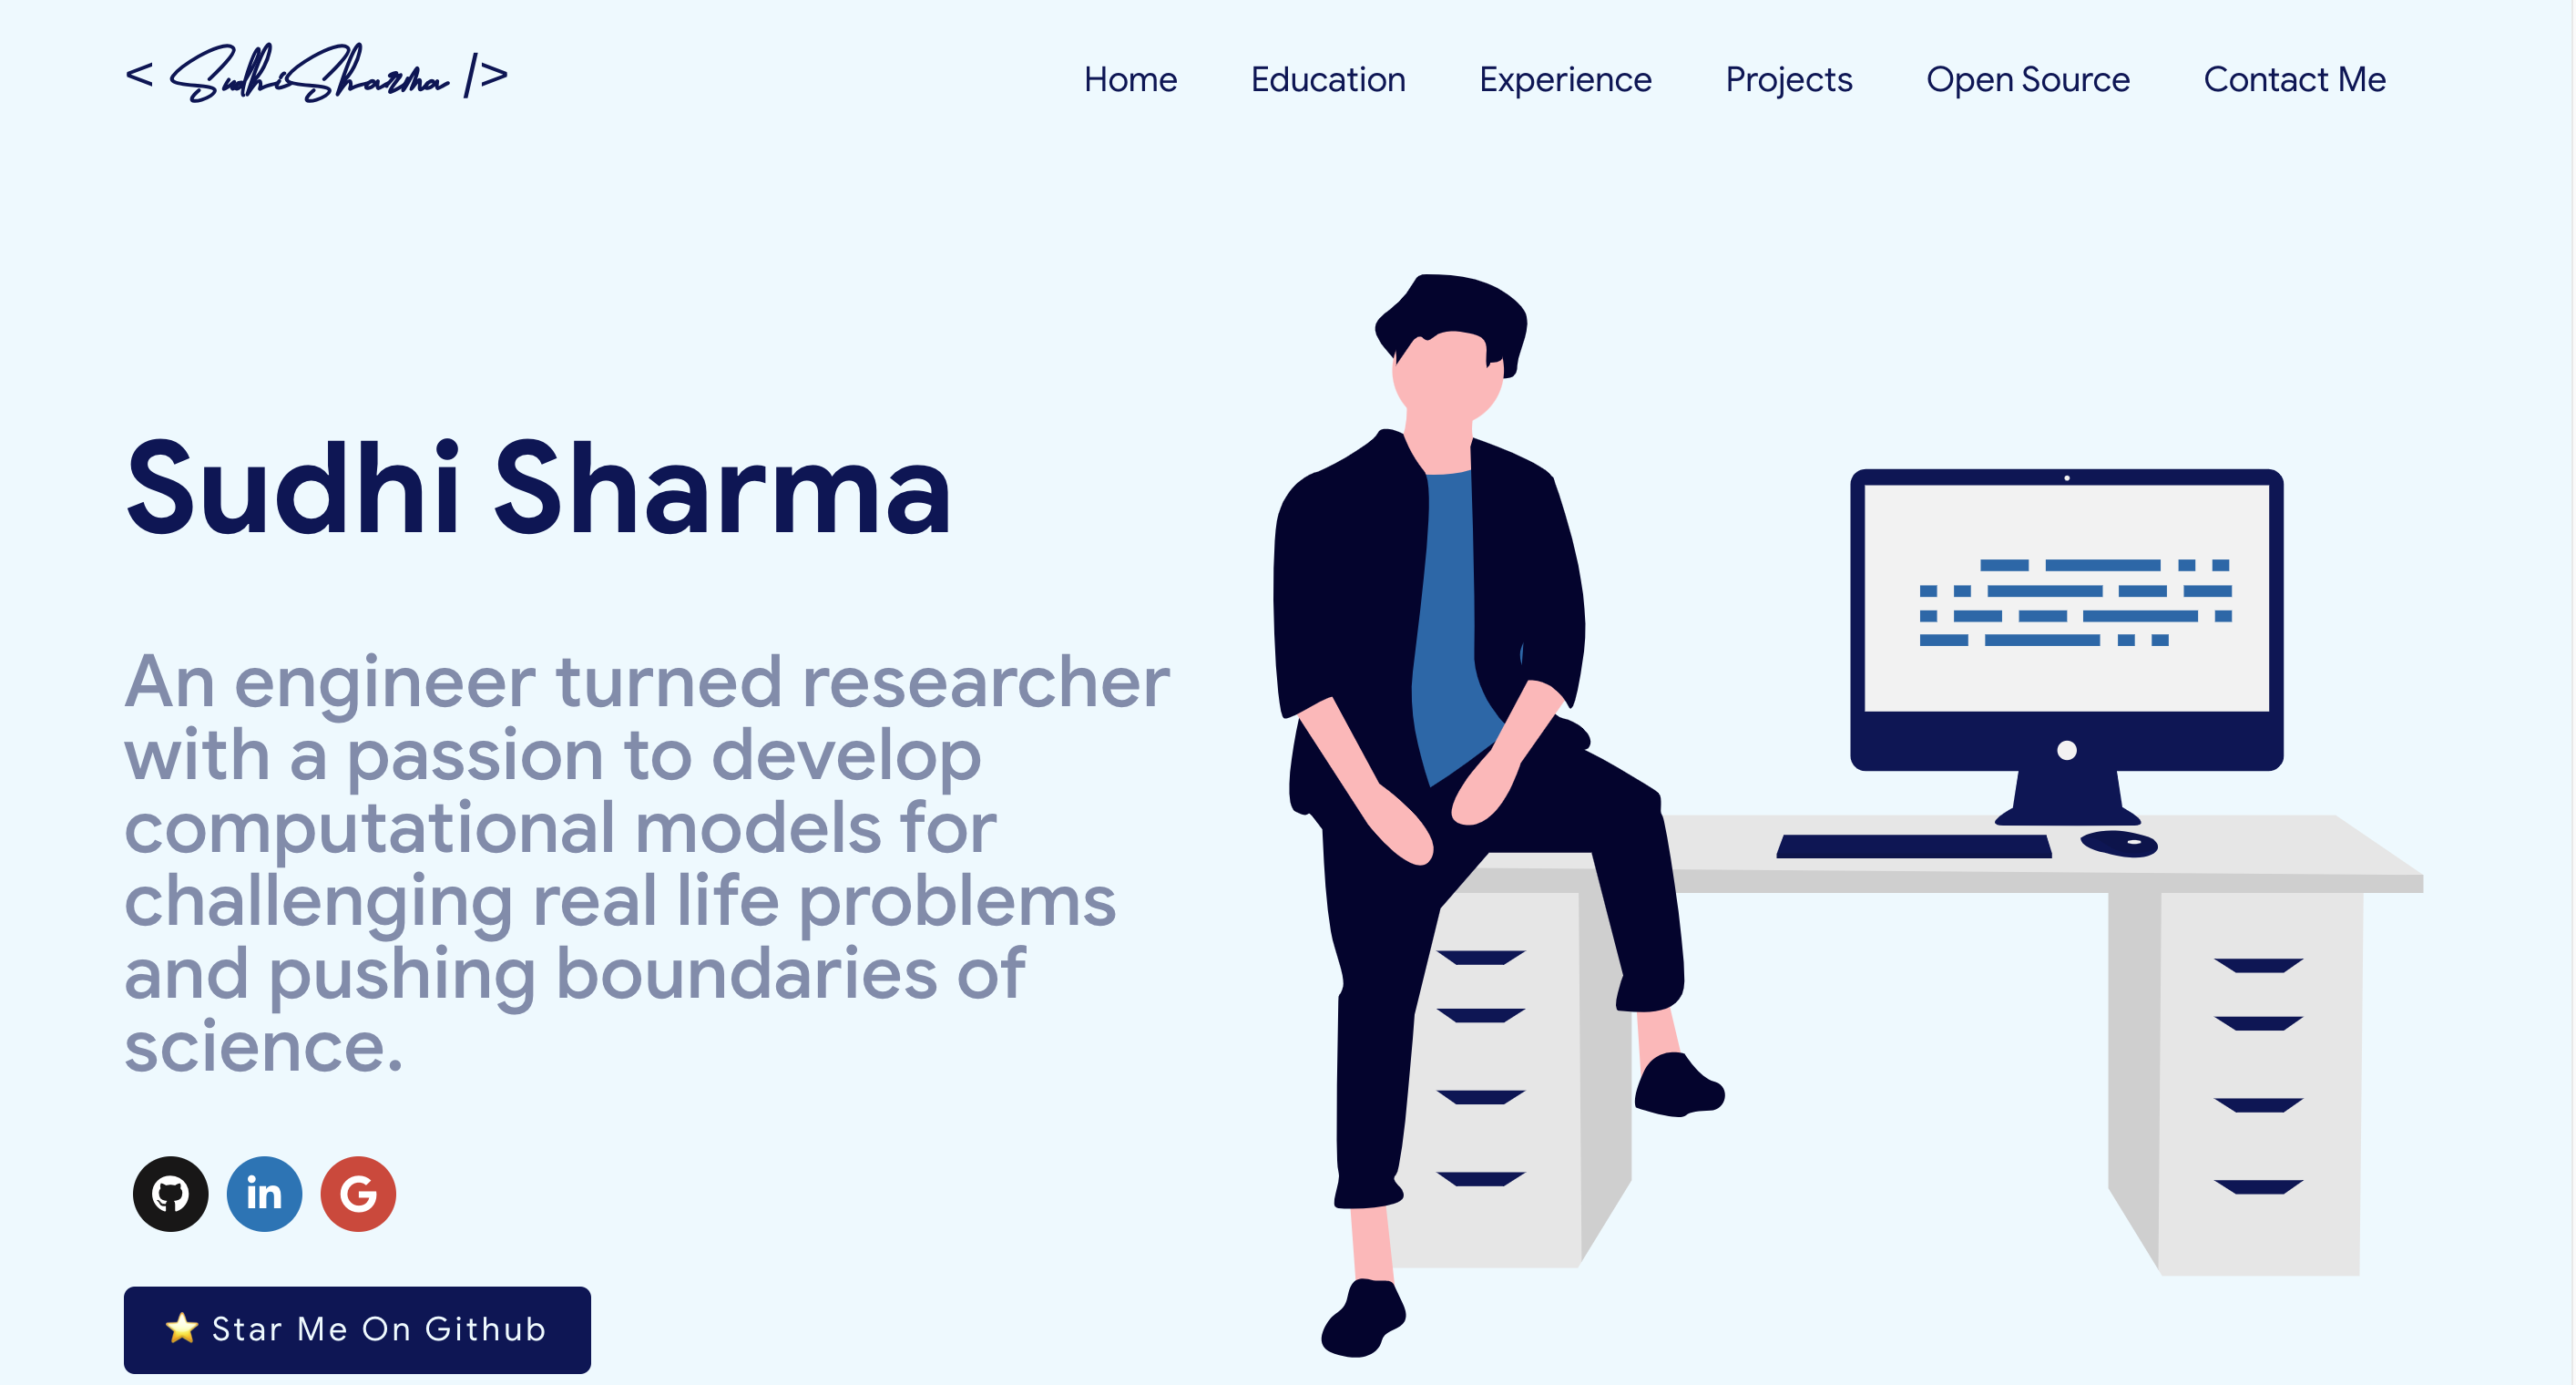 < SudhiSharma />
Home Education Experience Projects Open Source Contact Me
Sudhi Sharma
An engineer turned researcher
with a passion to develop
computational models for
challenging real life problems
and pushing boundaries of
science.
in G
⭐ Star Me On Github